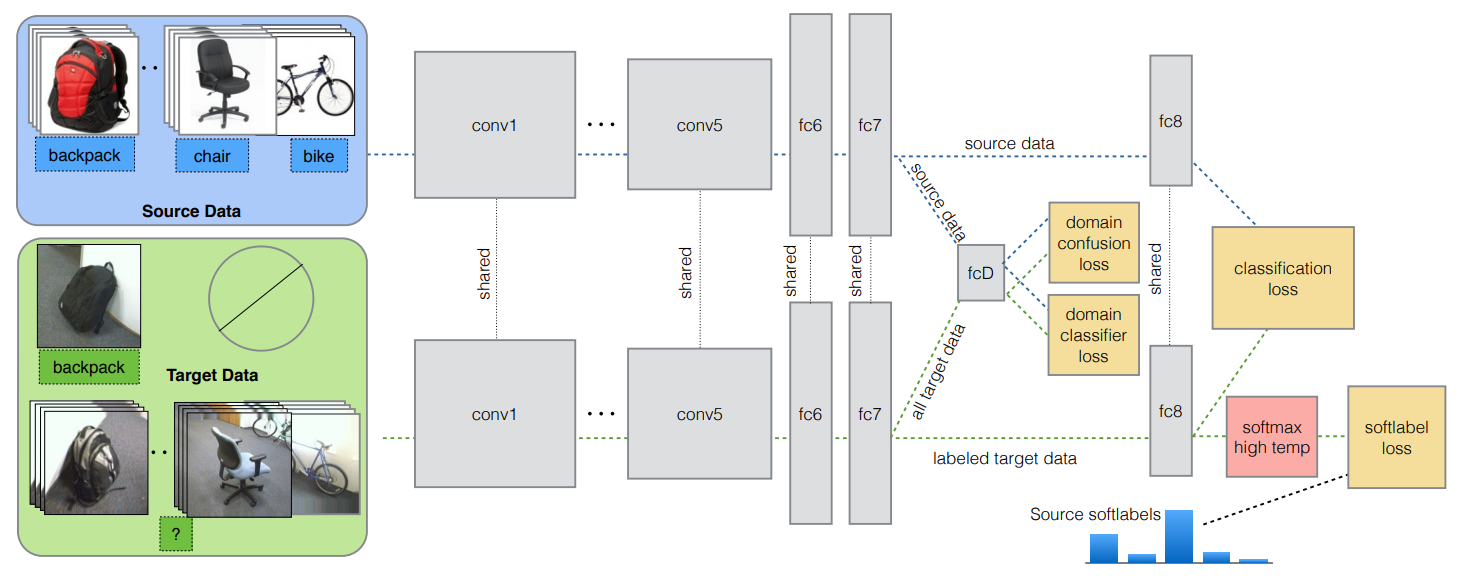 backpack
chair
bike
Source Data
backpack
Target Data
?
conv1
...
conv5
fc6
fc7
source data
fc8
source data
fcD
domain
confusion
loss
domain
classifier
loss
classification
loss
shared
shared
shared
shared
shared
all target data
conv1
...
conv5
fc6
fc7
labeled target data
fc8
softmax
high temp
softlabel
loss
Source softlabels